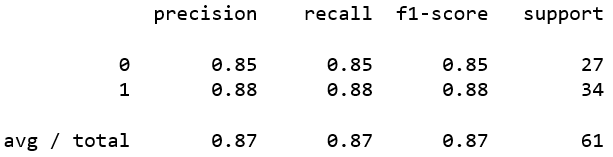 precision recall f1-score support
0 0.85 0.85 0.85 27
1 0.88 0.88 0.88 34
avg / total 0.87 0.87 0.87 61